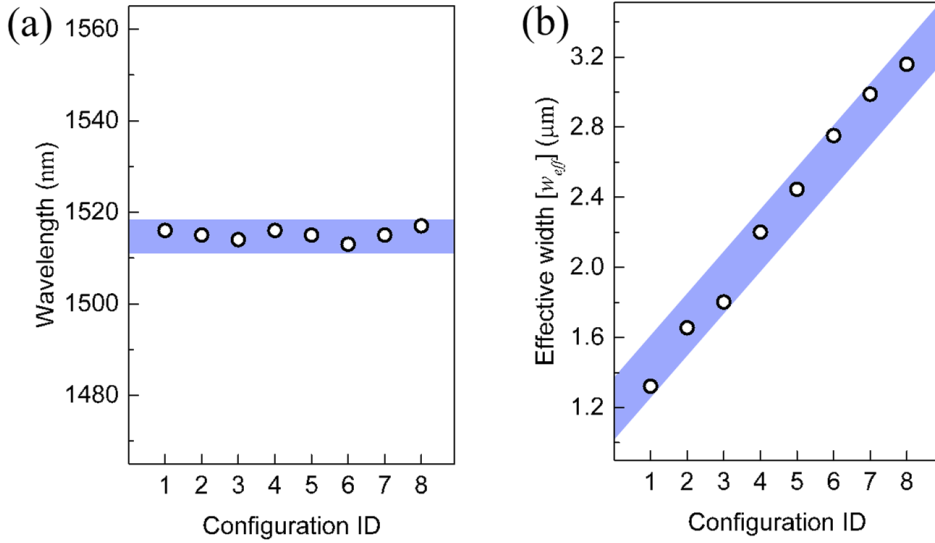 (a)
Wavelength (nm)
1560
1540
1520
1500
1480
1 2 3 4 5 6 7 8
Configuration ID
(b)
Effective width [w_eff] (μm)
3.2
2.8
2.4
2.0
1.6
1.2
1 2 3 4 5 6 7 8
Configuration ID